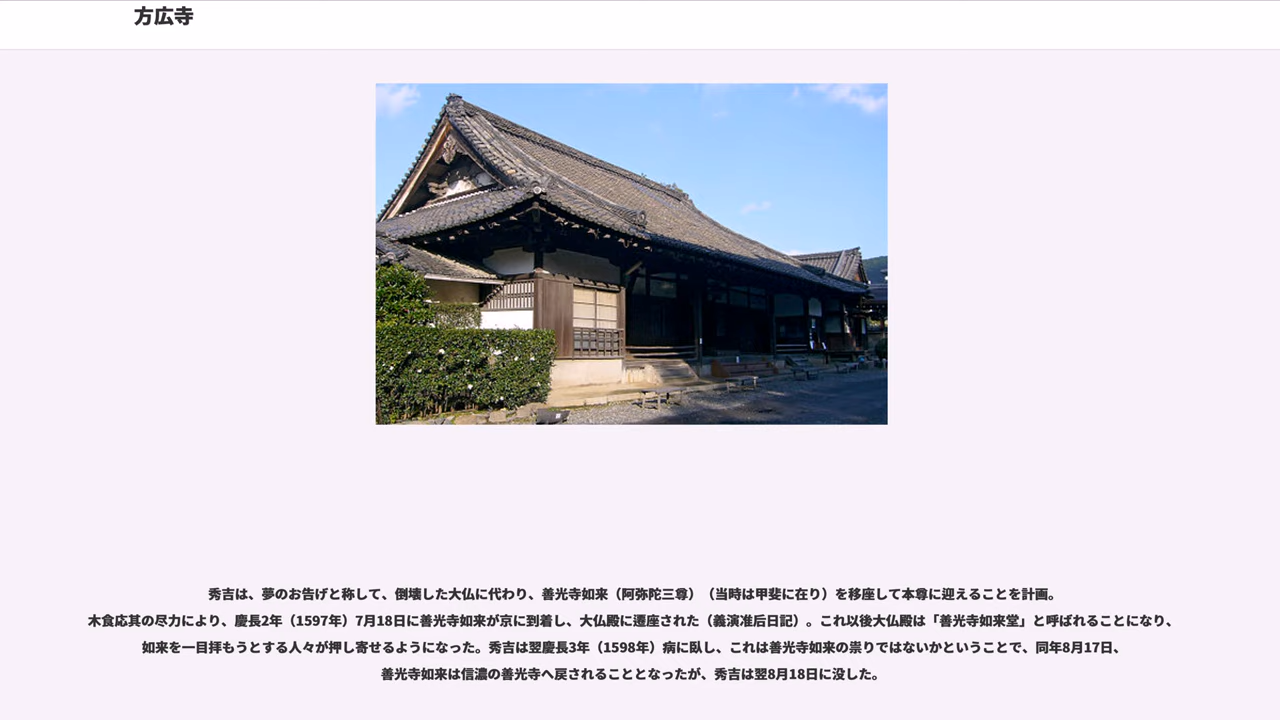 方広寺
秀吉は、夢のお告げと称して、倒壊した大仏に代わり、善光寺如来（阿弥陀三尊）（当時は甲斐に在り）を移座して本尊に迎えることを計画。
木食応其の尽力により、慶長2年（1597年）7月18日に善光寺如来が京に到着し、大仏殿に遷座された（義演准后日記）。これ以後大仏殿は「善光寺如来堂」と呼ばれることになり、
如来を一目拝もうとする人々が押し寄せるようになった。秀吉は翌慶長3年（1598年）病に臥し、これは善光寺如来の祟りではないかということで、同年8月17日、
善光寺如来は信濃の善光寺へ戻されることとなったが、秀吉は翌8月18日に没した。